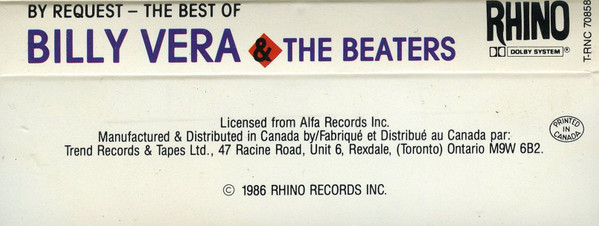 BY REQUEST – THE BEST OF
BILLY VERA & THE BEATERS
RHINO
DOLBY SYSTEM®
T-RNC 70858
Licensed from Alfa Records Inc.
Manufactured & Distributed in Canada by/Fabriqué et Distribué au Canada par:
Trend Records & Tapes Ltd., 47 Racine Road, Unit 6, Rexdale, (Toronto) Ontario M9W 6B2.
PRINTED
IN
CANADA
© 1986 RHINO RECORDS INC.